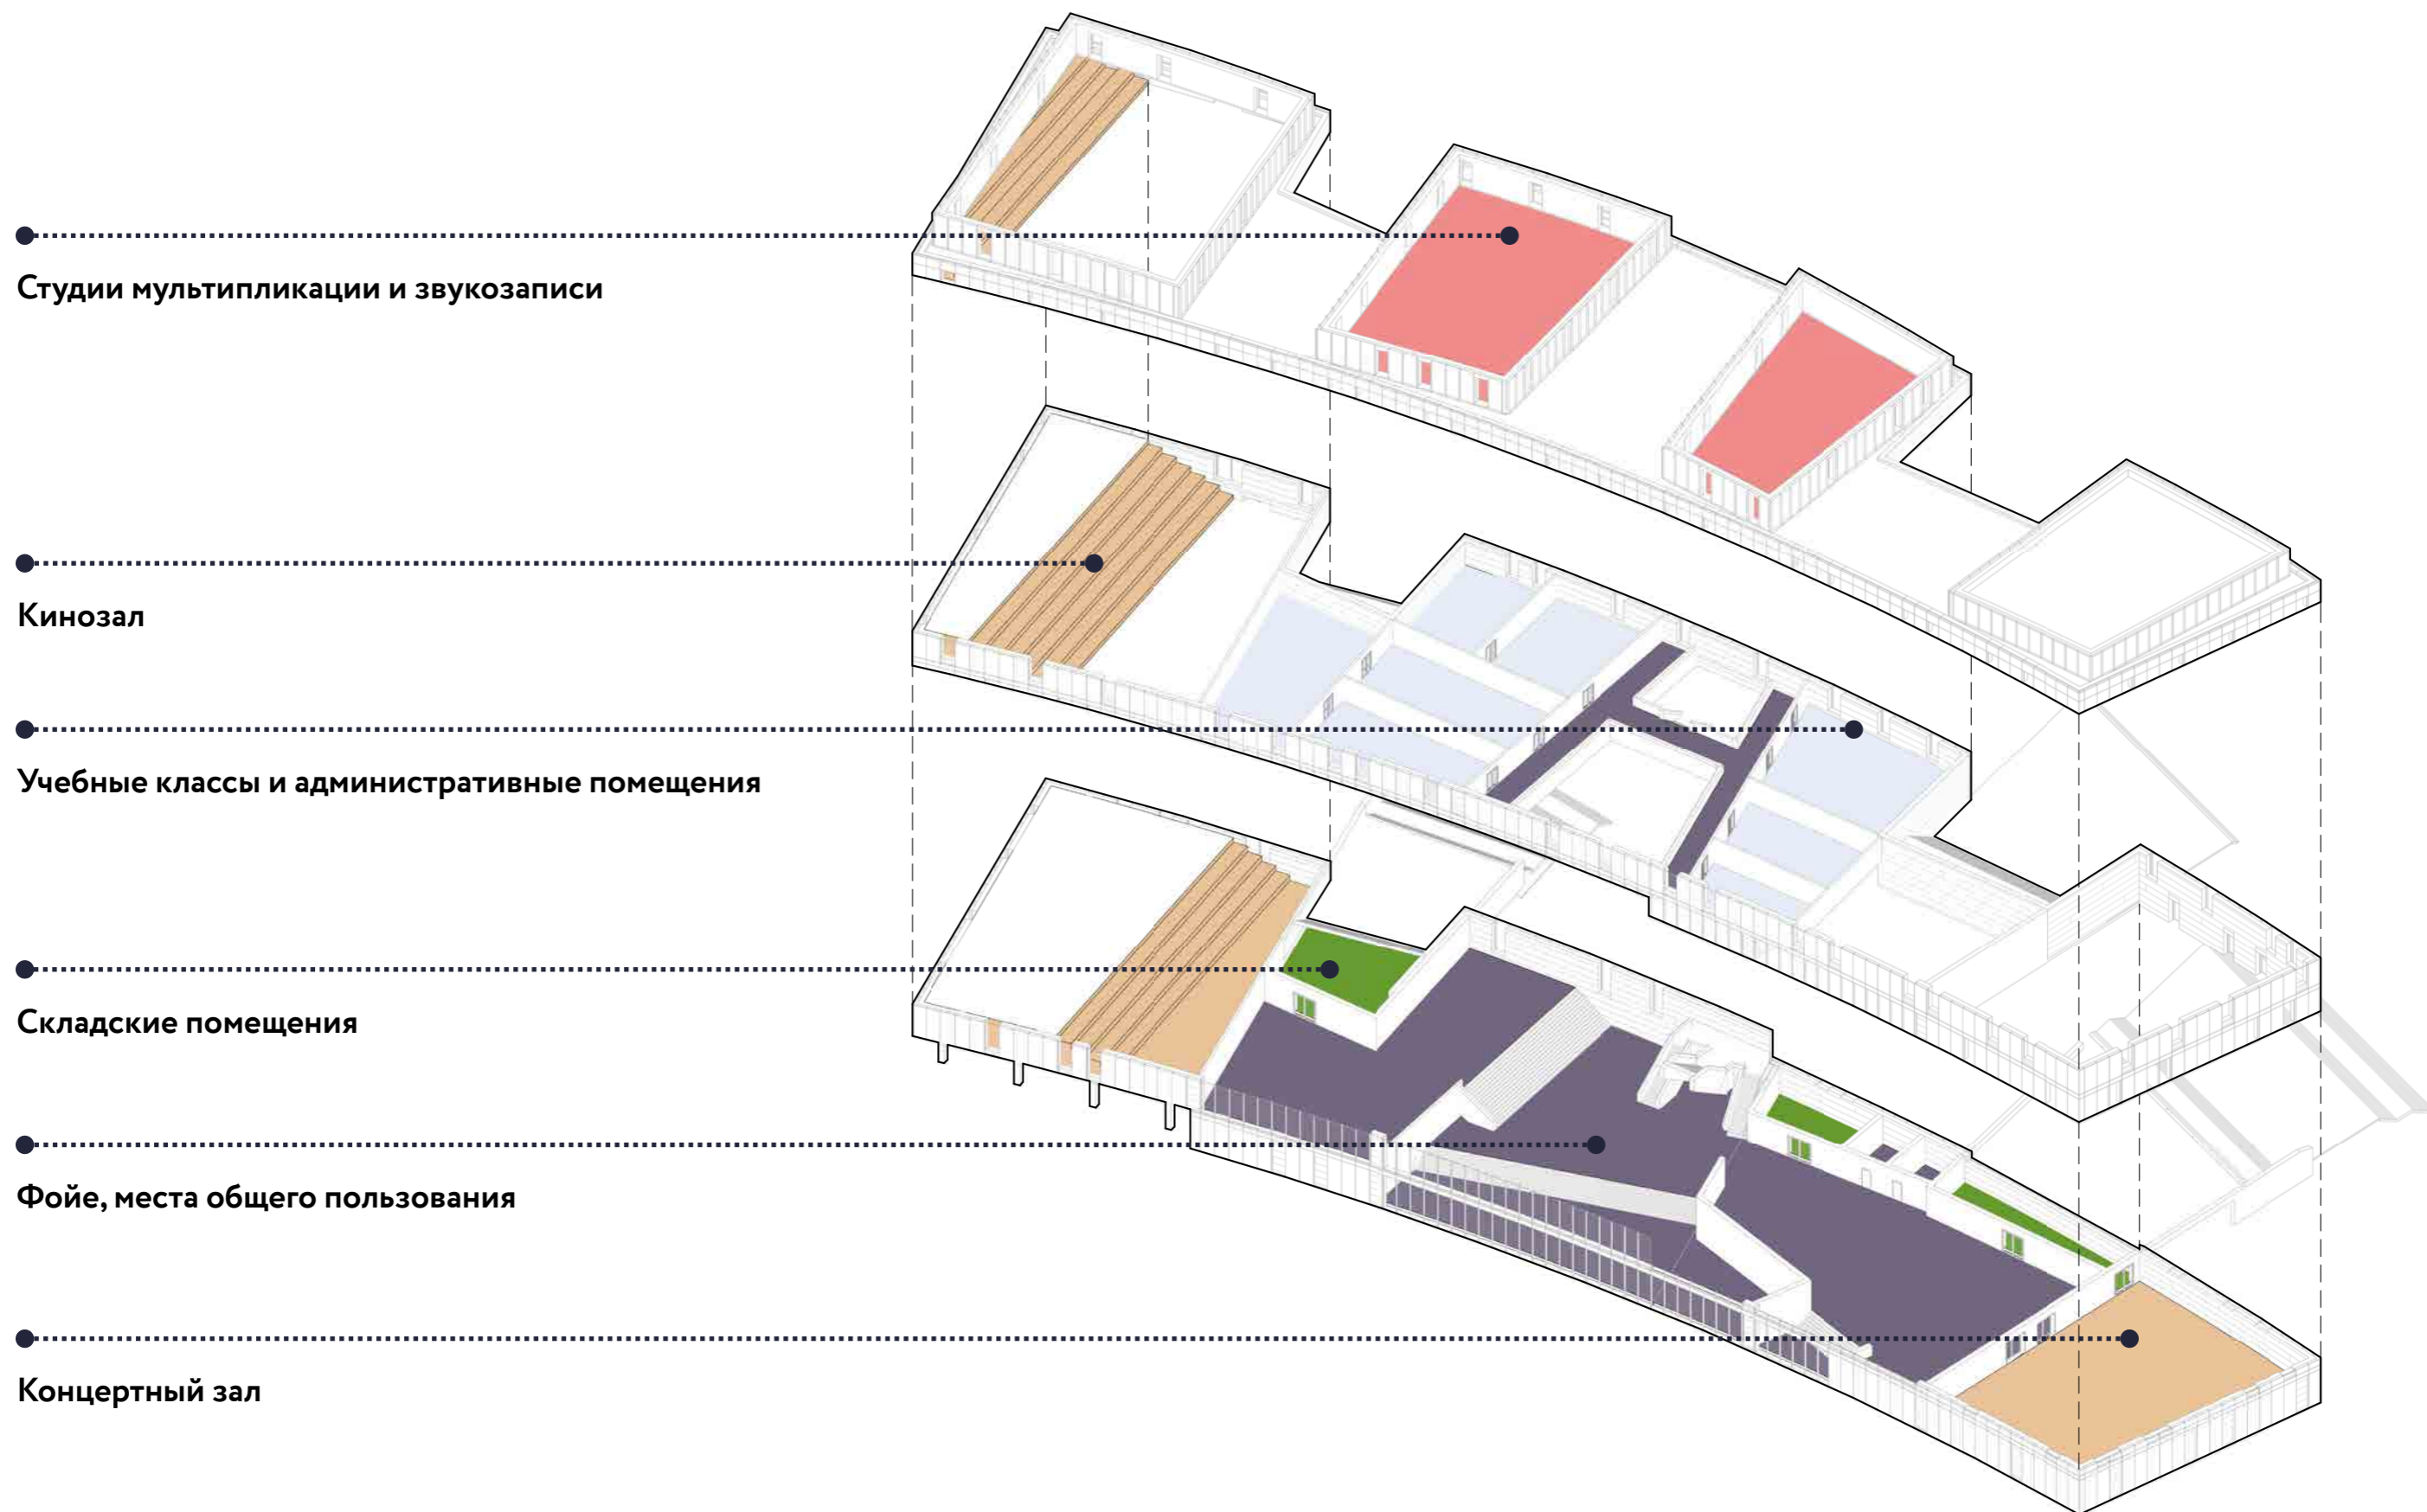 Студии мультипликации и звукозаписи
Кинозал
Учебные классы и административные помещения
Складские помещения
Фойе, места общего пользования
Концертный зал